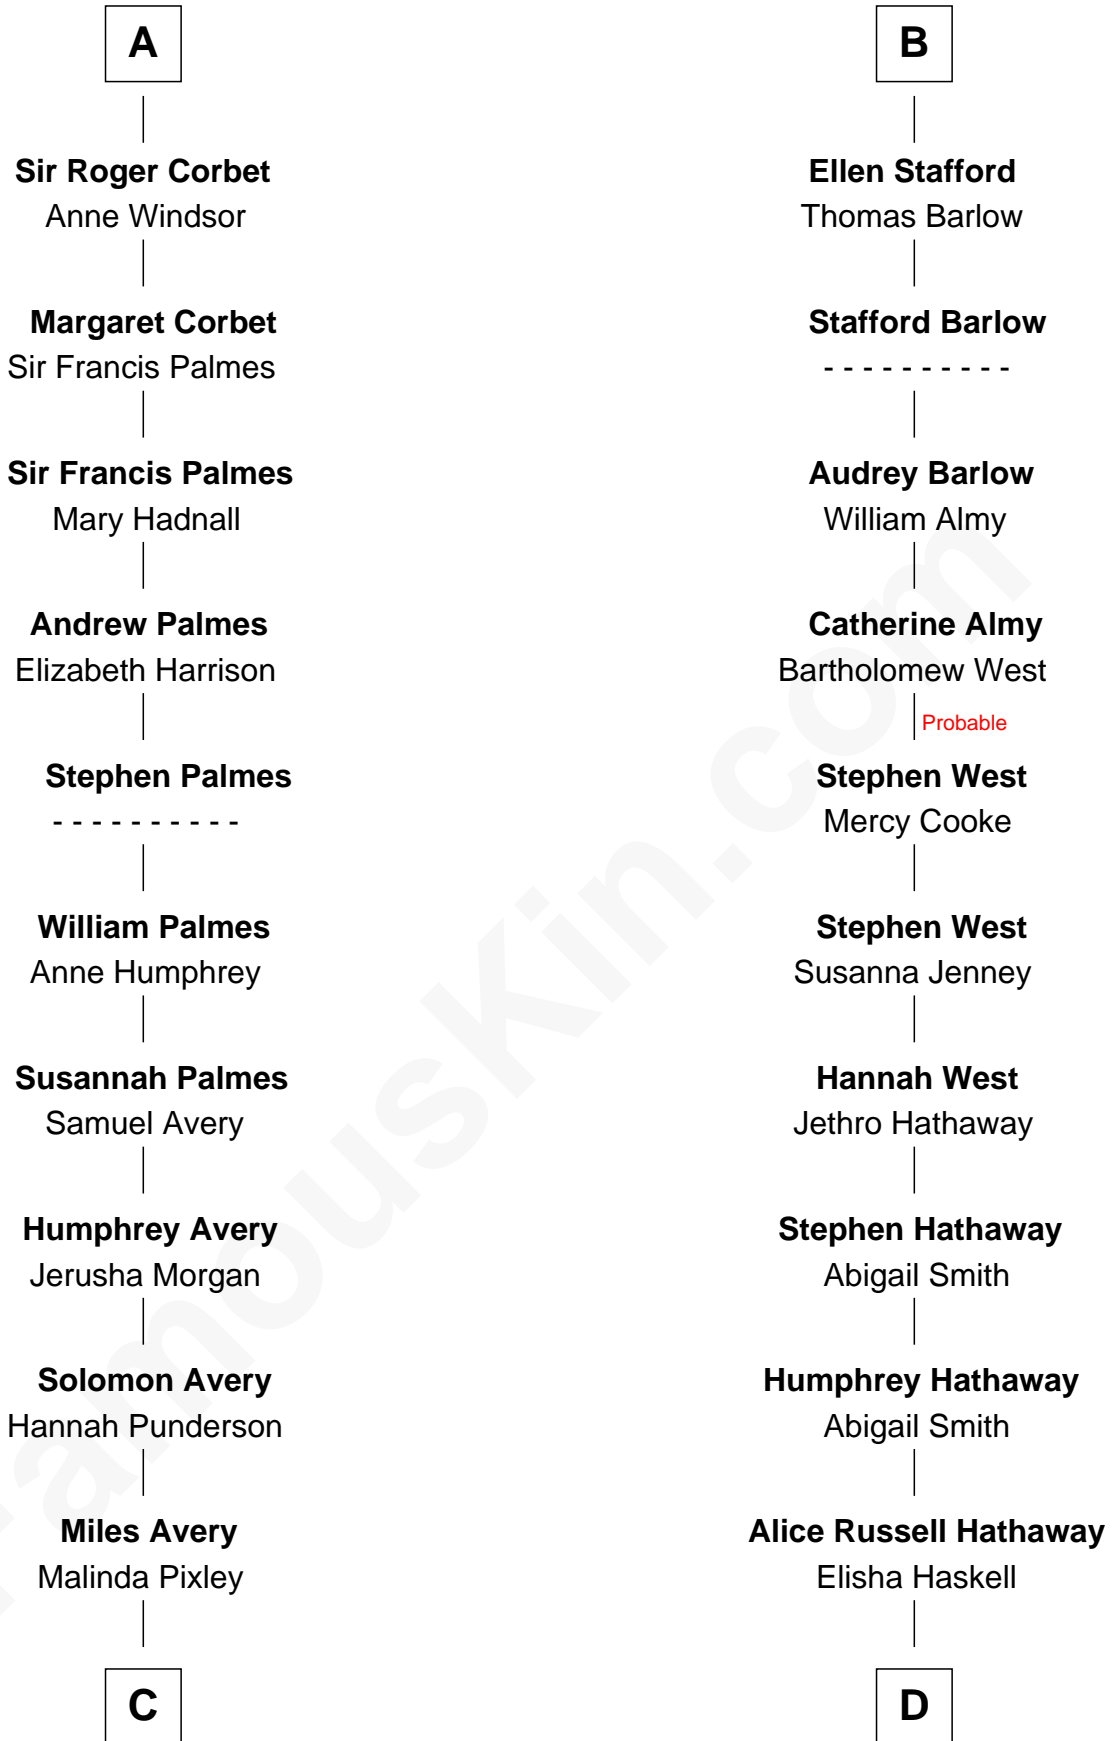 A
Sir Roger Corbet
Anne Windsor
Margaret Corbet
Sir Francis Palmes
Sir Francis Palmes
Mary Hadnall
Andrew Palmes
Elizabeth Harrison
Stephen Palmes
- - - - - - - - - -
William Palmes
Anne Humphrey
Susannah Palmes
Samuel Avery
Humphrey Avery
Jerusha Morgan
Solomon Avery
Hannah Punderson
Miles Avery
Malinda Pixley
C
B
Ellen Stafford
Thomas Barlow
Stafford Barlow
- - - - - - - - - -
Audrey Barlow
William Almy
Catherine Almy
Bartholomew West
Probable
Stephen West
Mercy Cooke
Stephen West
Susanna Jenney
Hannah West
Jethro Hathaway
Stephen Hathaway
Abigail Smith
Humphrey Hathaway
Abigail Smith
Alice Russell Hathaway
Elisha Haskell
D
FamousKin.com